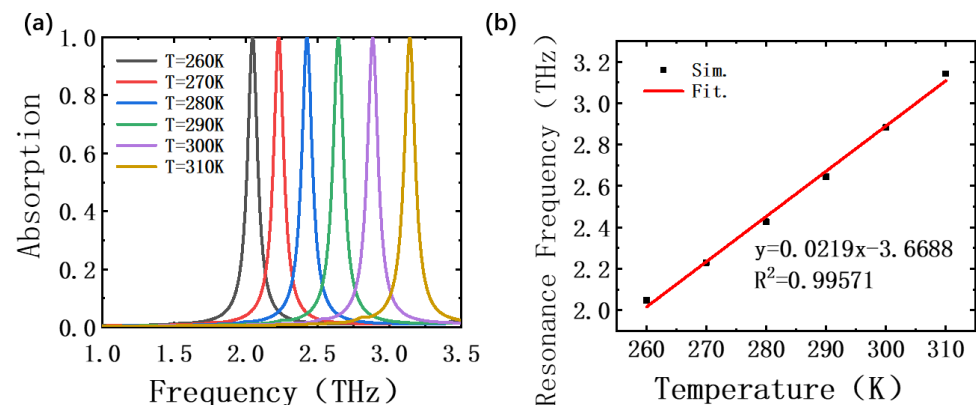 (a)
Absorption
1.0
0.8
0.6
0.4
0.2
0.0
T=260K
T=270K
T=280K
T=290K
T=300K
T=310K
1.0 2.0 2.5 3.0 3.5
Frequency (THz)
(b)
Resonance Frequency (THz)
3.2
3.0
2.8
2.6
2.4
2.2
2.0
Sim.
Fit.
y=0.0219x-3.6688
R²=0.99571
260 270 280 290 300 310
Temperature (K)